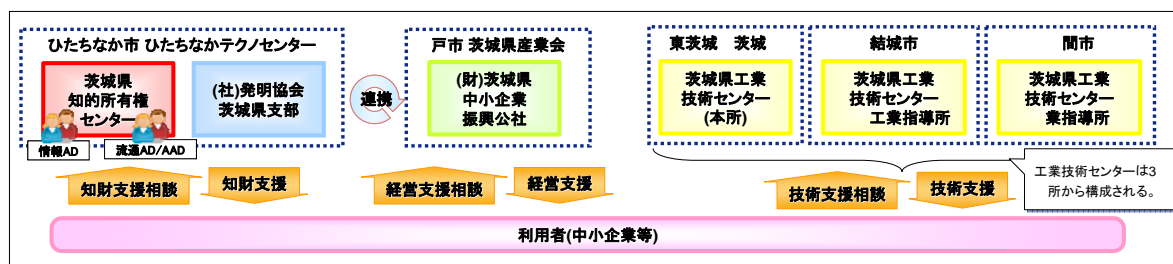 ひたちなか市 ひたちなかテクノセンター
茨城県
知的所有権
センター
(社)発明協会
茨城県支部
情報AD
流通AD/AAD
連携
戸市 茨城県産業会
(財)茨城県
中小企業
振興公社
東茨城 茨城
茨城県工業
技術センター
(本所)
結城市
茨城県工業
技術センター
工業指導所
間市
茨城県工業
技術センター
業指導所
知財支援相談
知財支援
経営支援相談
経営支援
技術支援相談
技術支援
工業技術センターは3
所から構成される。
利用者(中小企業等)